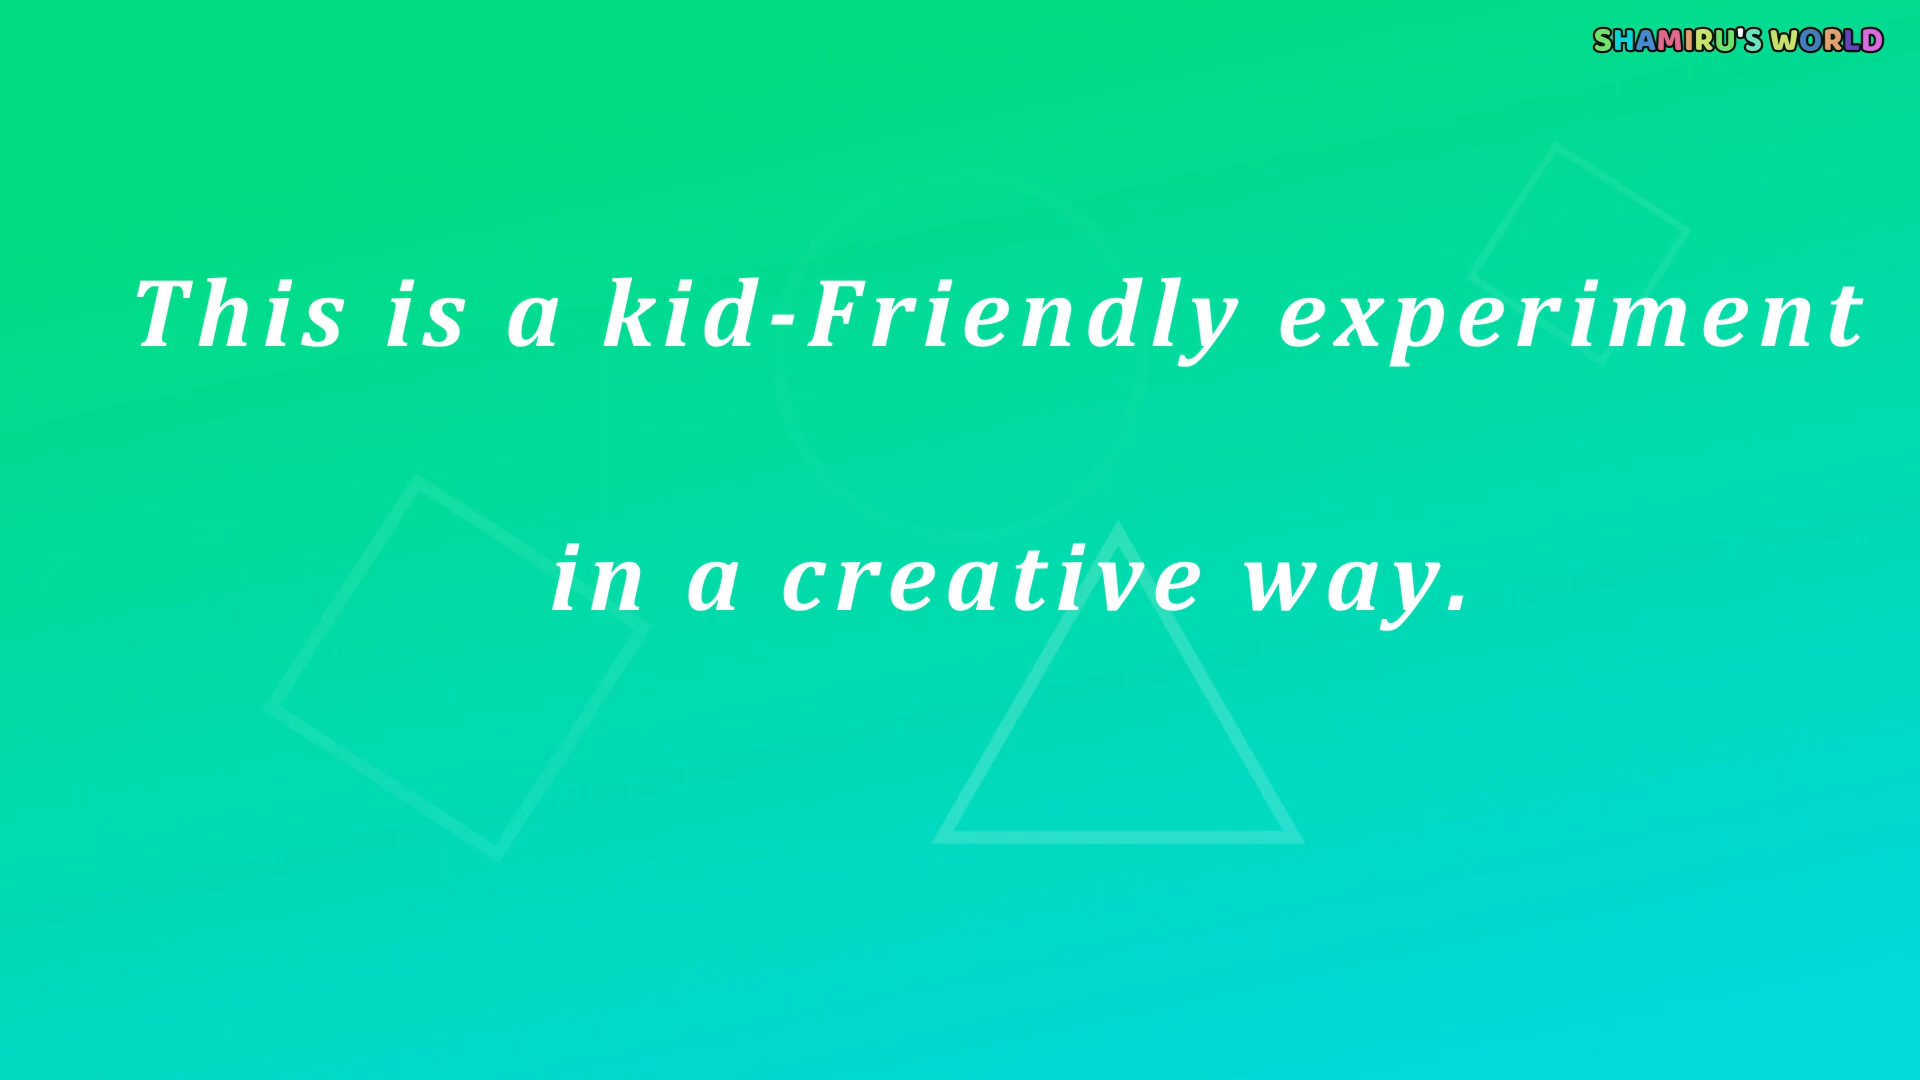 SHAMIRU'S WORLD
This is a kid-Friendly experiment
in a creative way.